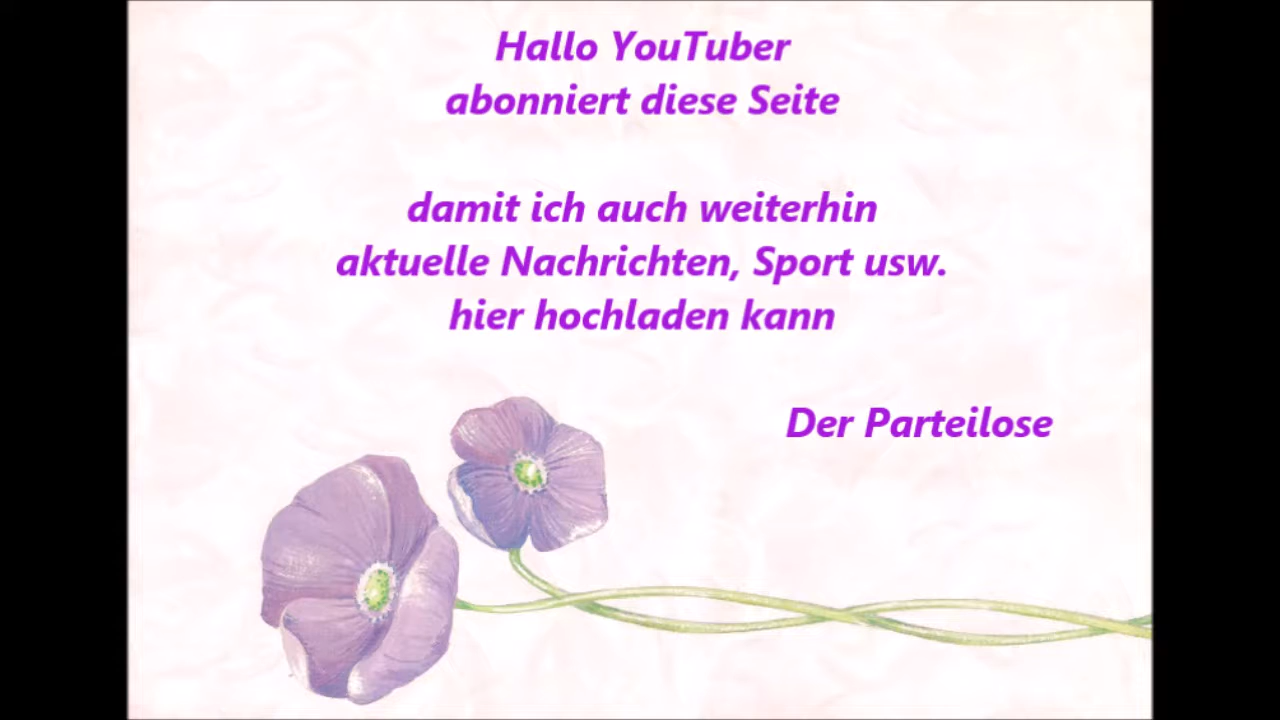 Hallo YouTuber
abonniert diese Seite
damit ich auch weiterhin
aktuelle Nachrichten, Sport usw.
hier hochladen kann
Der Parteilose